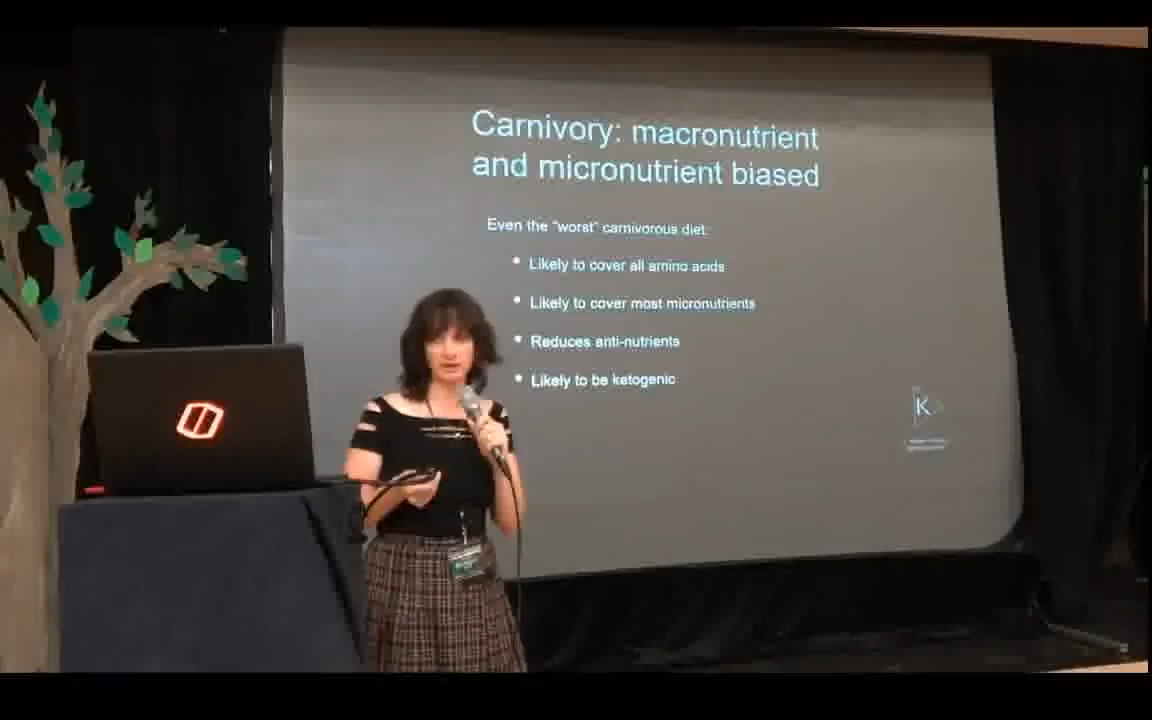 Carnivory: macronutrient
and micronutrient biased
Even the "worst" carnivorous diet:
• Likely to cover all amino acids
• Likely to cover most micronutrients
• Reduces anti-nutrients
• Likely to be ketogenic
K